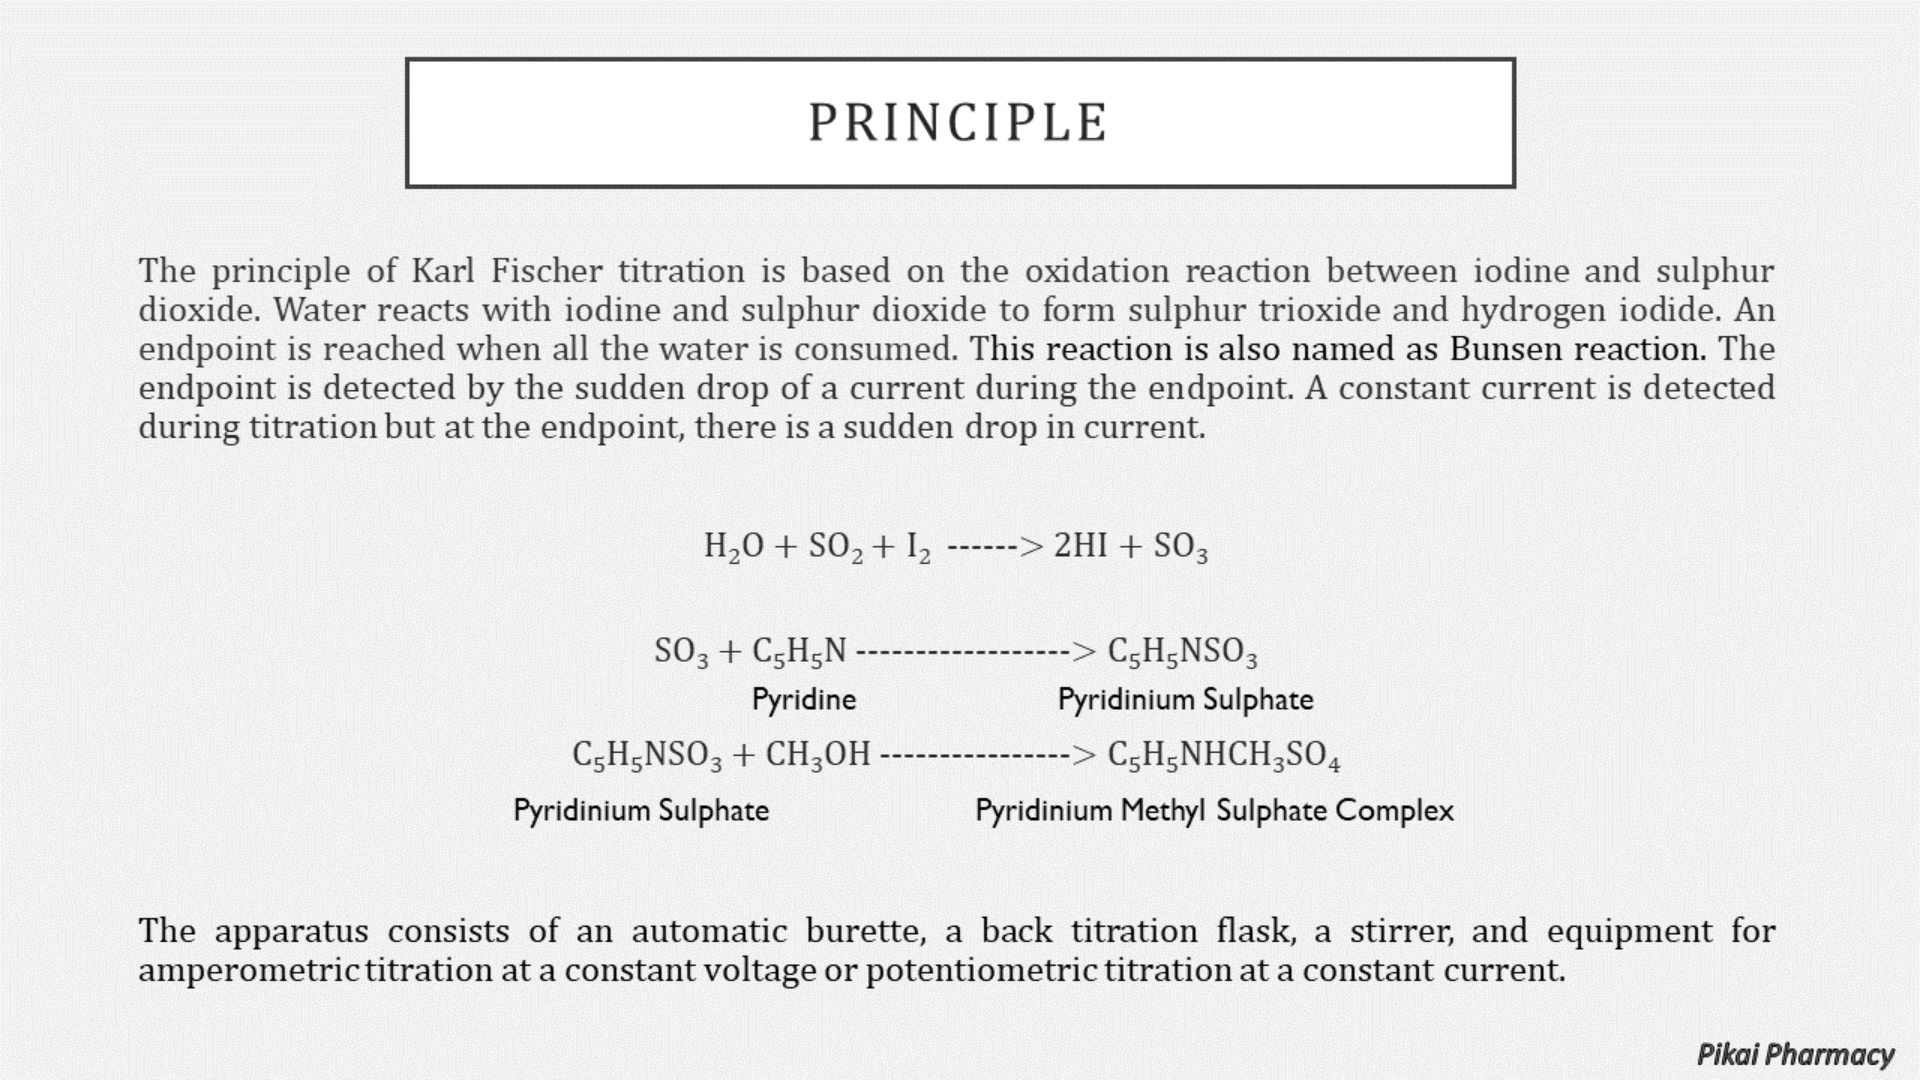 PRINCIPLE
The principle of Karl Fischer titration is based on the oxidation reaction between iodine and sulphur
dioxide. Water reacts with iodine and sulphur dioxide to form sulphur trioxide and hydrogen iodide. An
endpoint is reached when all the water is consumed. This reaction is also named as Bunsen reaction. The
endpoint is detected by the sudden drop of a current during the endpoint. A constant current is detected
during titration but at the endpoint, there is a sudden drop in current.
H₂O + SO₂ + I₂ ------> 2HI + SO₃
SO₃ + C₅H₅N ------------------> C₅H₅NSO₃
Pyridine Pyridinium Sulphate
C₅H₅NSO₃ + CH₃OH ----------------> C₅H₅NHCH₃SO₄
Pyridinium Sulphate Pyridinium Methyl Sulphate Complex
The apparatus consists of an automatic burette, a back titration flask, a stirrer, and equipment for
amperometric titration at a constant voltage or potentiometric titration at a constant current.
Pikai Pharmacy